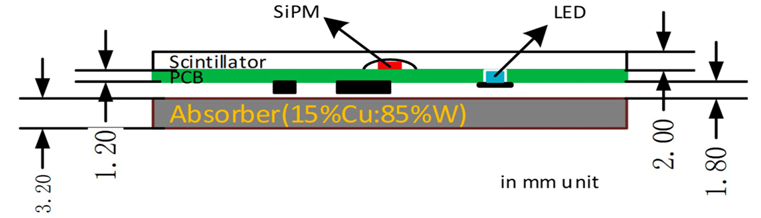 SiPM
LED
Scintillator
PCB
Absorber(15%Cu:85%W)
3.20
1.20
2.00
1.80
in mm unit